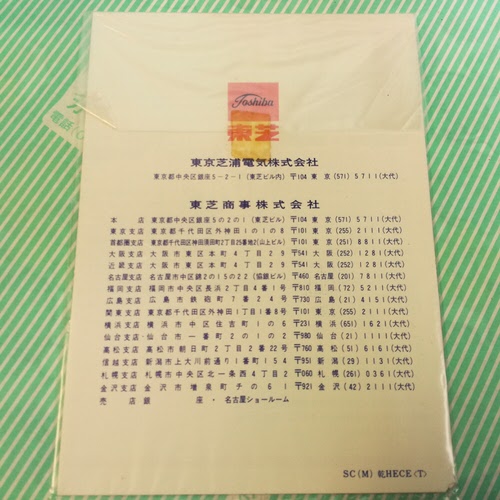 Toshiba
東芝
東京芝浦電気株式会社
東京都中央区銀座5-2-1 (東芝ビル内) 〒104 東京 (571) 5711 (大代)
東芝商事株式会社
本店 東京都中央区銀座5の2の1 (東芝ビル) 〒104 東京 (571) 5711 (大代)
東京支店 東京都千代田区外神田1の1の8 〒101 東京 (255) 2111 (大代)
首都圏支店 東京都千代田区神田須田町2丁目25番地2(山上ビル) 〒101 東京 (251) 8811 (大代)
大阪支店 大阪市東区本町4丁目29 〒541 大阪 (252) 1281 (大代)
近畿支店 大阪市東区本町4丁目29 〒541 大阪 (252) 1281 (大代)
名古屋支店 名古屋市中区錦2の15の22 (協銀ビル) 〒460 名古屋 (201) 7811 (大代)
福岡支店 福岡市中央区長浜2丁目4番1号 〒810 福岡 (72) 5211 (大代)
広島支店 広島市鉄砲町7番24号 〒730 広島 (21) 4151 (大代)
関東支店 東京都千代田区外神田1丁目1番8号 〒101 東京 (255) 2111 (大代)
横浜支店 横浜市中区住吉町1の6 〒231 横浜 (651) 1621 (大代)
仙台支店 仙台市一番町2の1の2 〒980 仙台 (21) 1111 (大代)
高松支店 高松市朝日町2丁目2番22号 〒760 高松 (51) 6161 (大代)
信越支店 新潟市上大川前通り1番町154 〒951 新潟 (29) 1131 (大代)
札幌支店 札幌市中央区北一条西4丁目2 〒060 札幌 (261) 0361 (大代)
金沢支店 金沢市増泉町チの61 〒921 金沢 (42) 2111 (大代)
売店 銀座・名古屋ショールーム
SC(M) 乾HECE(T)
電話